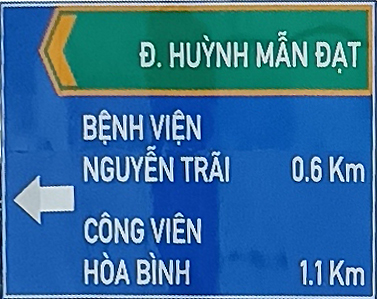 Đ. HUỲNH MẪN ĐẠT
BỆNH VIỆN
NGUYỄN TRÃI 0.6 Km
CÔNG VIÊN
HÒA BÌNH 1.1 Km